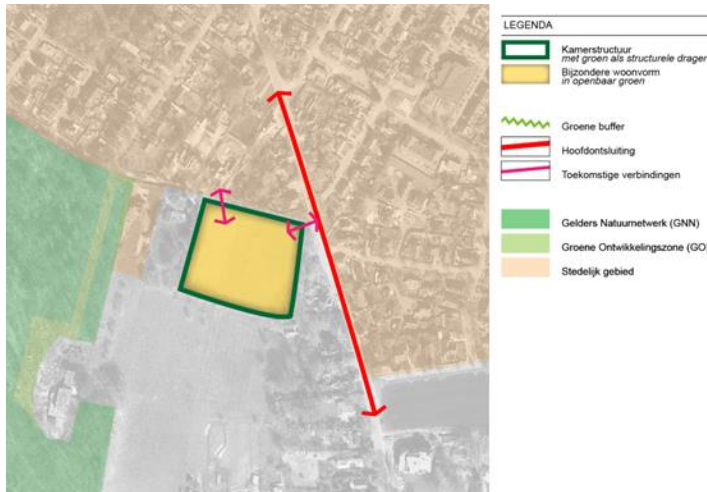 LEGENDA
Kamerstructuur
met groen als structurele drager
Bijzondere woonvorm
in openbaar groen
Groene buffer
Hoofdontsluiting
Toekomstige verbindingen
Gelders Natuurnetwerk (GNN)
Groene Ontwikkelingszone (GO)
Stedelijk gebied